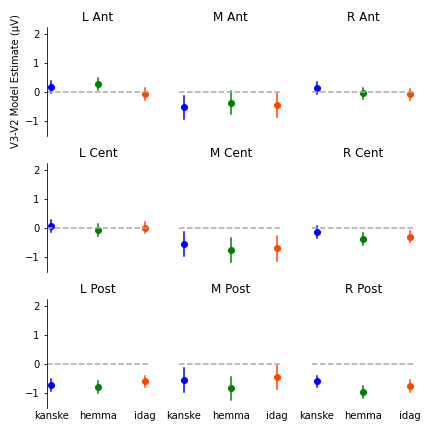 L Ant M Ant R Ant
V3-V2 Model Estimate (µV)
2
1
0
−1
L Cent M Cent R Cent
2
1
0
−1
L Post M Post R Post
2
1
0
−1
kanske hemma idag kanske hemma idag kanske hemma idag